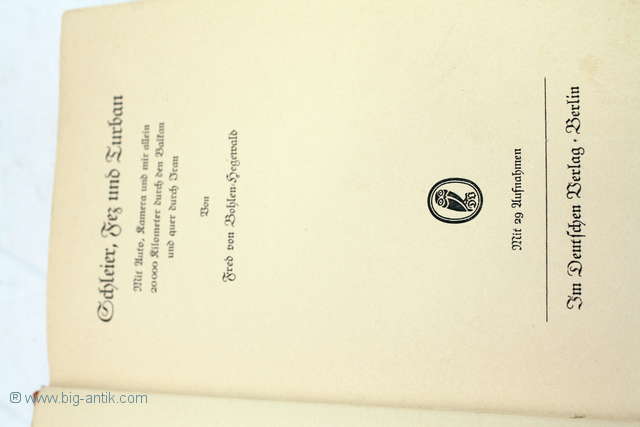 Schleier, Fez und Turban
Mit Auto, Kamera und mir allein
20000 Kilometer durch den Balkan
und quer durch Iran
Von
Fred von Bohlen-Hegewald
Mit 29 Aufnahmen
Im Deutschen Verlag · Berlin
® www.big-antik.com